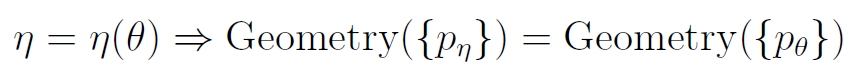 η = η(θ) ⇒ Geometry({p_η}) = Geometry({p_θ})